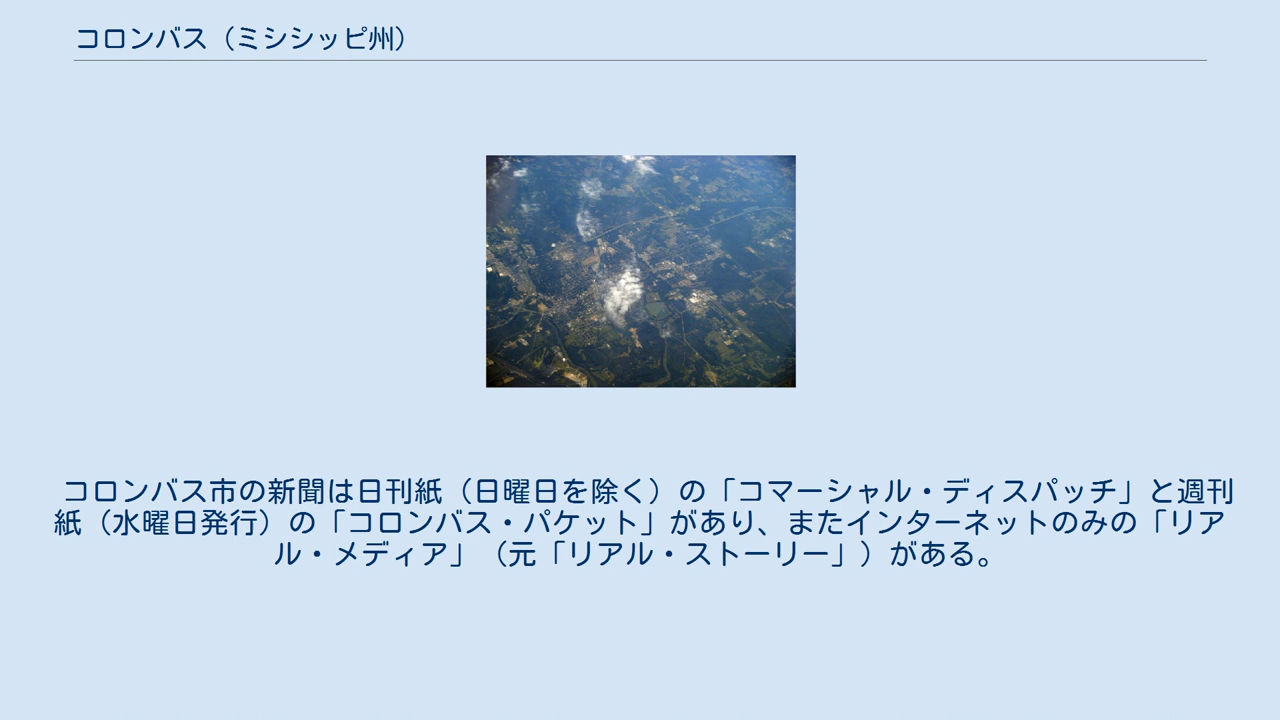 コロンバス（ミシシッピ州）
コロンバス市の新聞は日刊紙（日曜日を除く）の「コマーシャル・ディスパッチ」と週刊
紙（水曜日発行）の「コロンバス・パケット」があり、またインターネットのみの「リア
ル・メディア」（元「リアル・ストーリー」）がある。